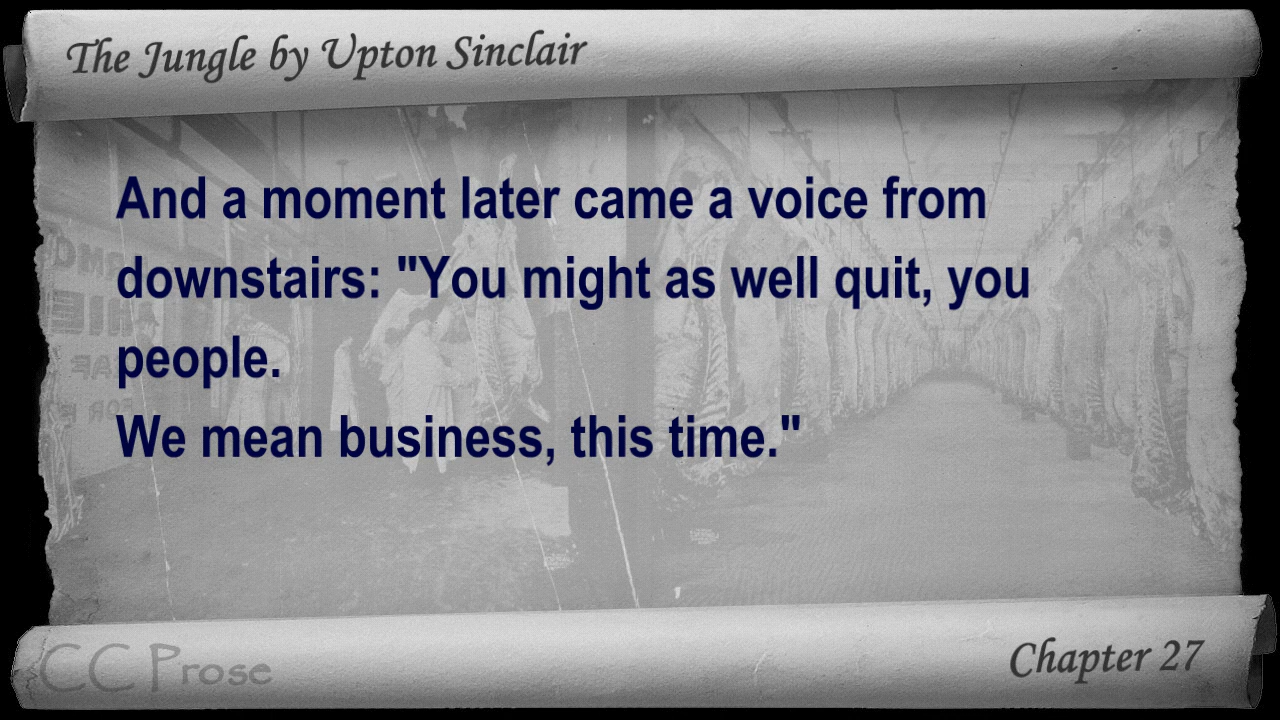 The Jungle by Upton Sinclair
And a moment later came a voice from
downstairs: "You might as well quit, you
people.
We mean business, this time."
CC Prose
Chapter 27